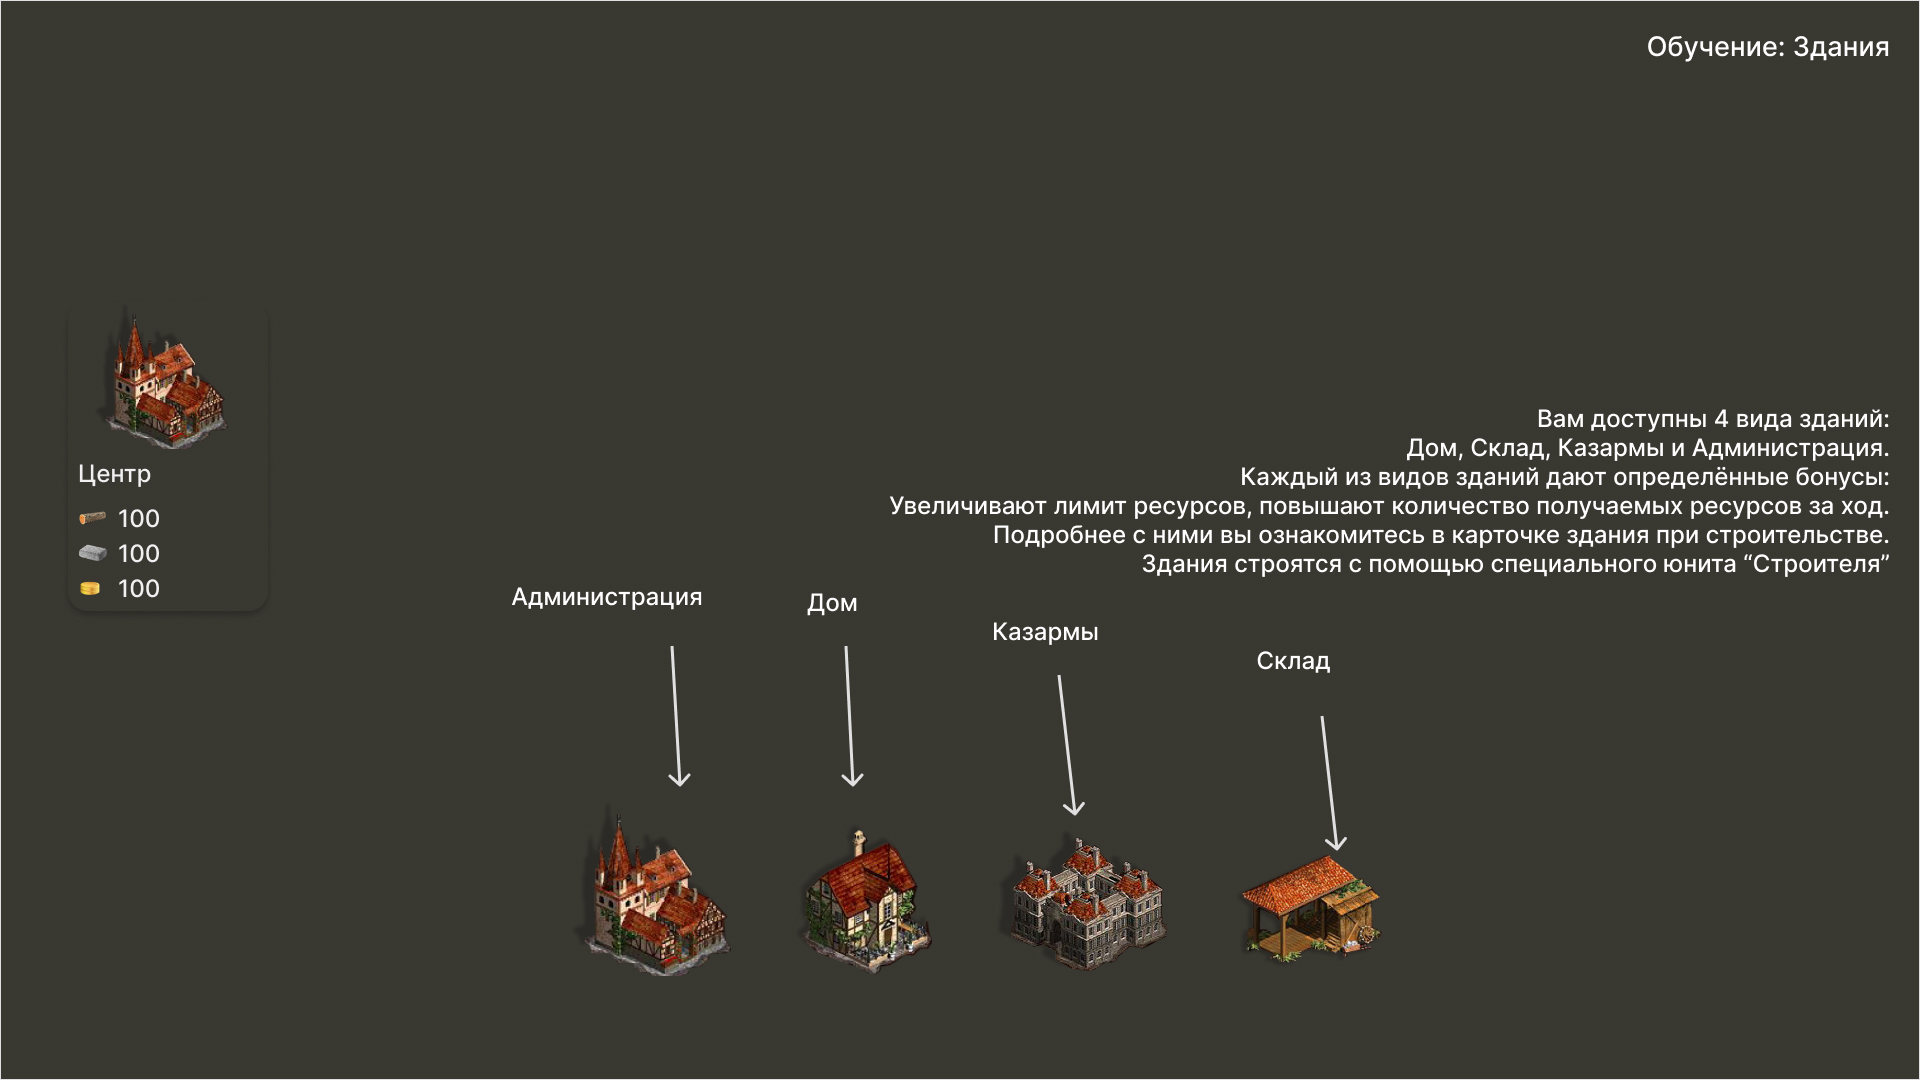 Обучение: Здания
Центр
100
100
100
Вам доступны 4 вида зданий:
Дом, Склад, Казармы и Администрация.
Каждый из видов зданий дают определённые бонусы:
Увеличивают лимит ресурсов, повышают количество получаемых ресурсов за ход.
Подробнее с ними вы ознакомитесь в карточке здания при строительстве.
Здания строятся с помощью специального юнита “Строителя”
Администрация
Дом
Казармы
Склад